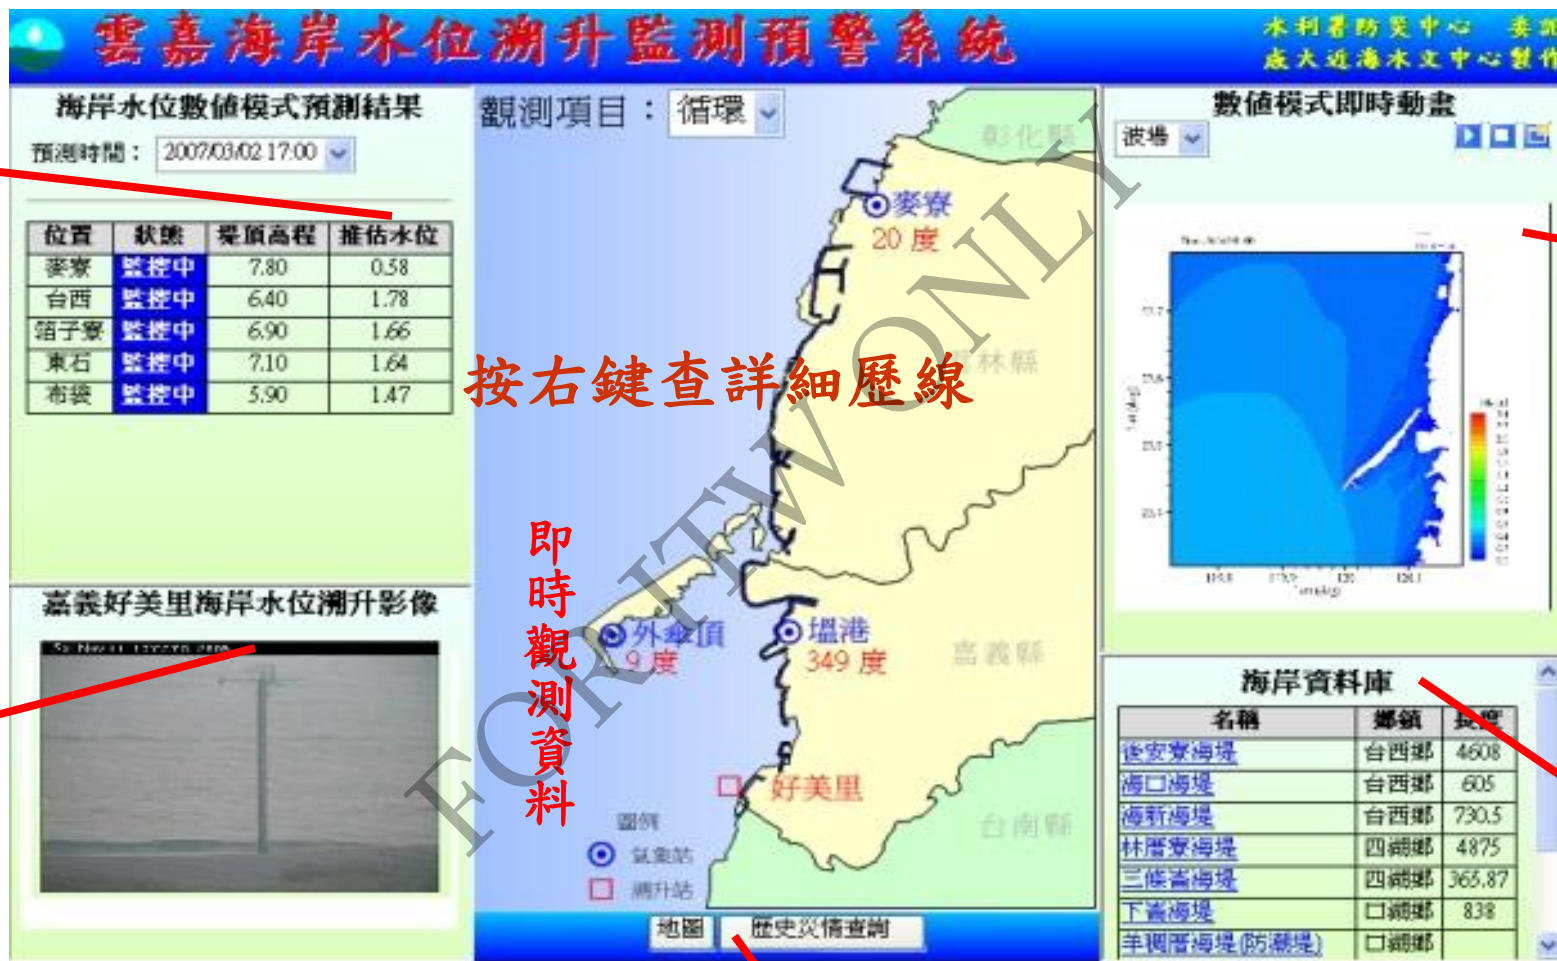 雲嘉海岸水位溯升監測預警系統
水利署防災中心 委託
成大近海水文中心製作
海岸水位數值模式預測結果
預測時間： 2007/03/02 17:00
位置 狀態 堤頂高程 推估水位
麥寮 監控中 7.80 0.58
台西 監控中 6.40 1.78
箔子寮 監控中 6.90 1.66
東石 監控中 7.10 1.64
布袋 監控中 5.90 1.47
嘉義好美里海岸水位溯升影像
觀測項目： 循環
彰化縣
麥寮
20 度
雲林縣
按右鍵查詳細歷線
即時觀測資料
外傘頂
9 度
塭港
349 度
嘉義縣
好美里
台南縣
圖例
氣象站
溯升站
地圖 歷史災情查詢
數值模式即時動畫
波場
海岸資料庫
名稱 鄉鎮 長度
後安寮海堤 台西鄉 4608
海口海堤 台西鄉 605
海新海堤 台西鄉 730.5
林厝寮海堤 四湖鄉 4875
三條崙海堤 四湖鄉 365.87
下崙海堤 口湖鄉 838
羊稠厝海堤(防潮堤) 口湖鄉
FORITW ONLY